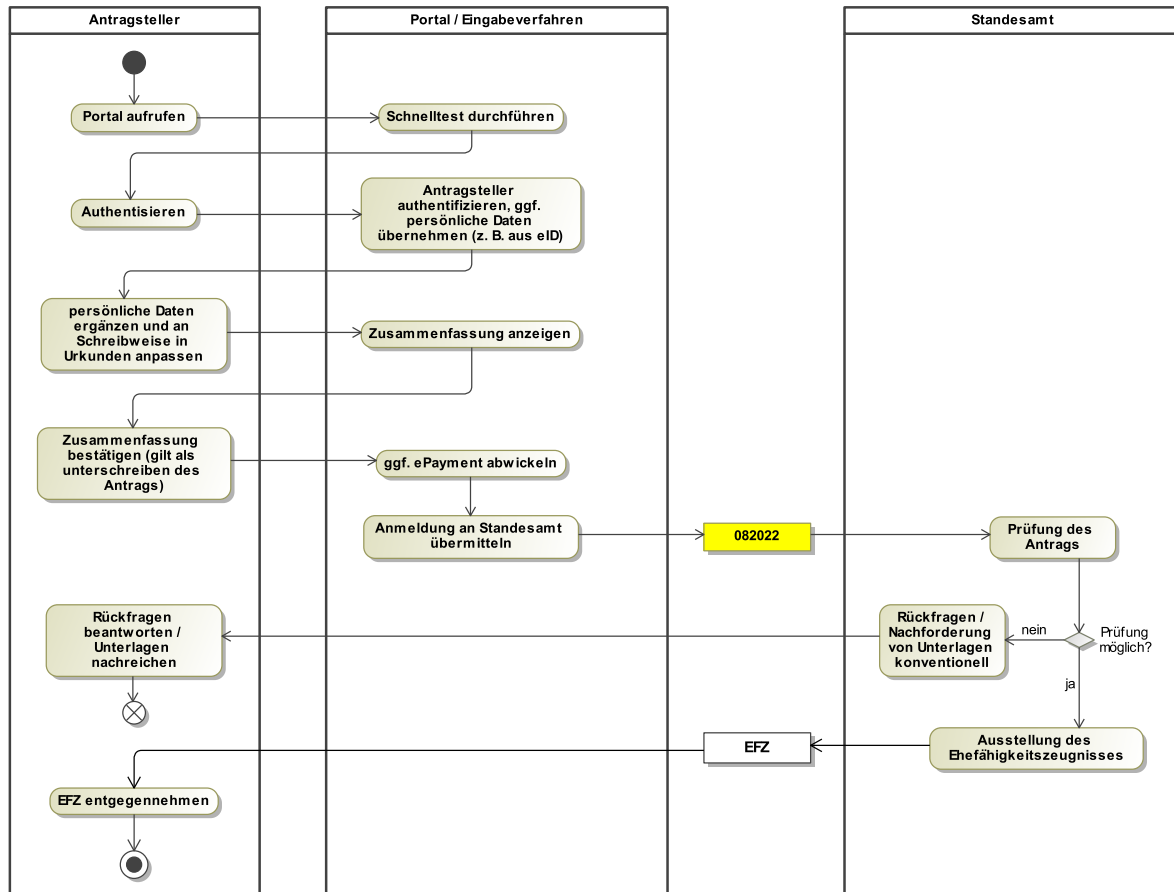 Antragsteller
Portal / Eingabeverfahren
Standesamt
Portal aufrufen
Schnelltest durchführen
Authentisieren
Antragsteller
authentifizieren, ggf.
persönliche Daten
übernehmen (z. B. aus eID)
persönliche Daten
ergänzen und an
Schreibweise in
Urkunden anpassen
Zusammenfassung anzeigen
Zusammenfassung
bestätigen (gilt als
unterschreiben des
Antrags)
ggf. ePayment abwickeln
Anmeldung an Standesamt
übermitteln
082022
Prüfung des
Antrags
Prüfung
möglich?
nein
Rückfragen /
Nachforderung
von Unterlagen
konventionell
Rückfragen
beantworten /
Unterlagen
nachreichen
ja
Ausstellung des
Ehefähigkeitszeugnisses
EFZ
EFZ entgegennehmen